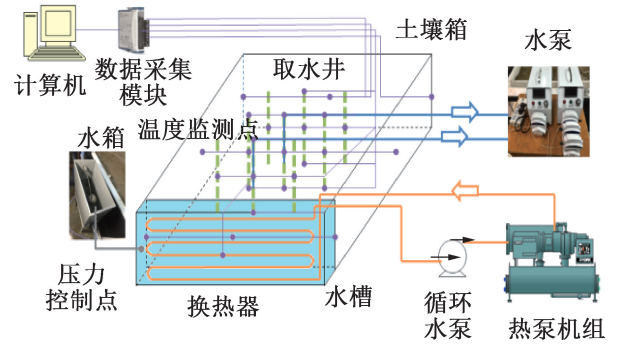 土壤箱
水泵
计算机
数据采集
模块
取水井
温度监测点
水箱
压力
控制点
换热器
水槽
循环
水泵
热泵机组